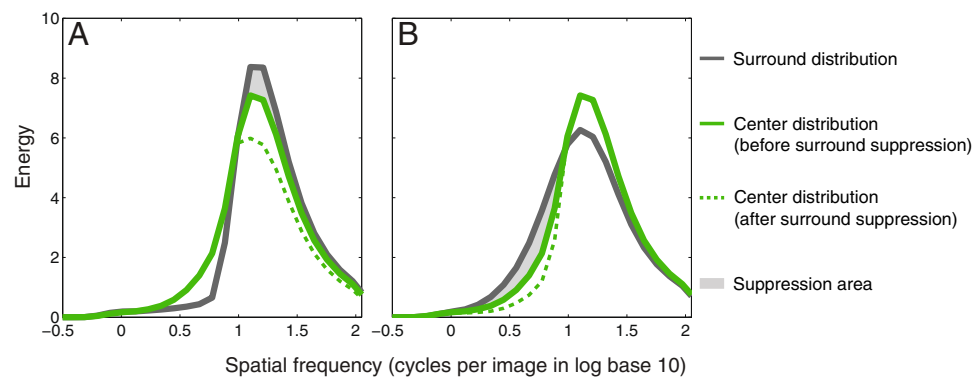 A
B
10
8
6
4
2
0
Energy
−0.5 0 0.5 1 1.5 2
−0.5 0 0.5 1 1.5 2
Spatial frequency (cycles per image in log base 10)
Surround distribution
Center distribution
(before surround suppression)
Center distribution
(after surround suppression)
Suppression area